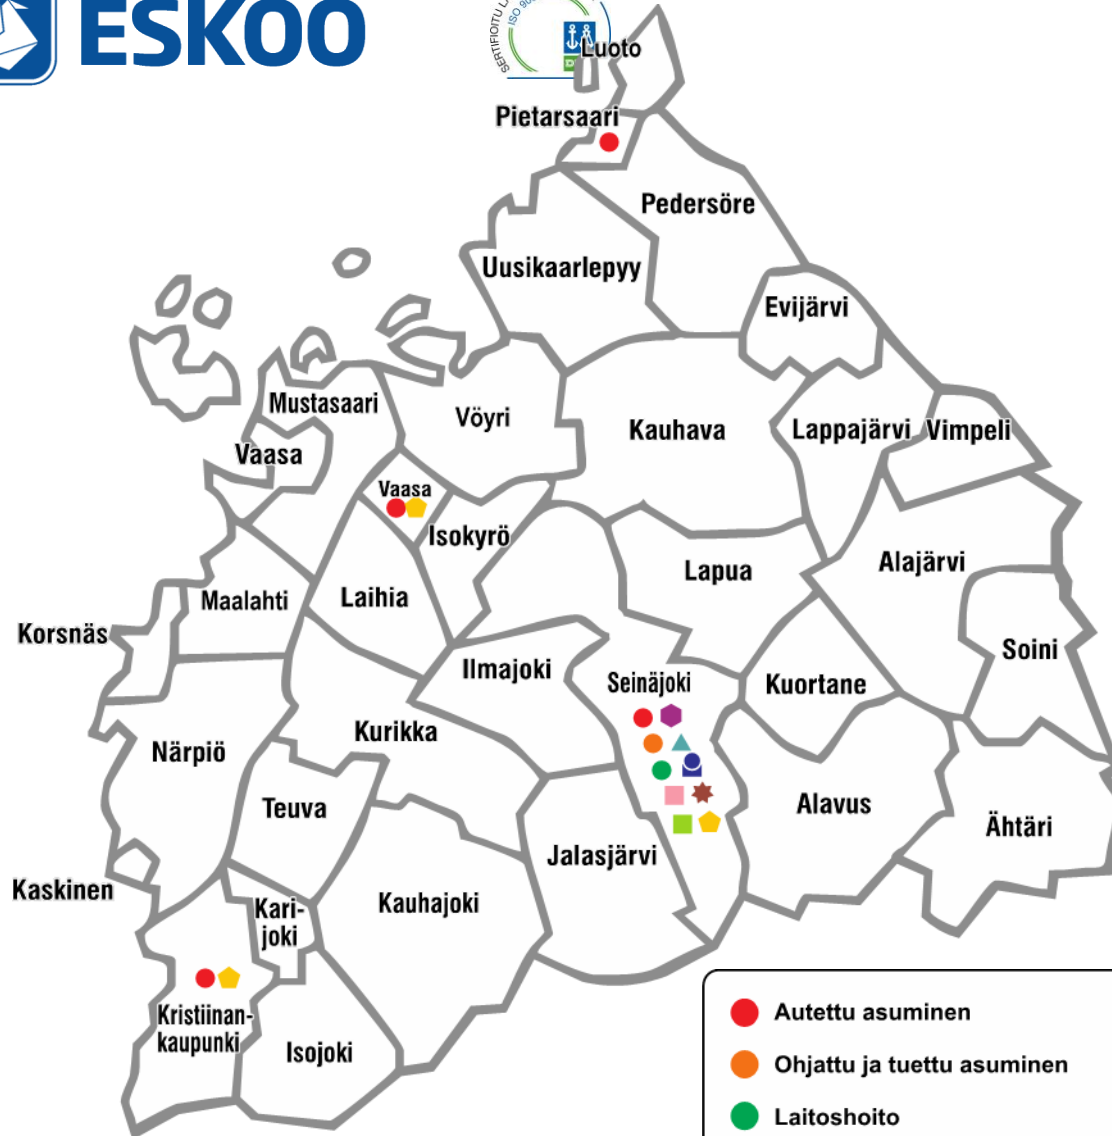 ESKOO
SERTIFIOITU
ISO
Luoto
Pietarsaari
Pedersöre
Uusikaarlepyy
Evijärvi
Mustasaari
Vöyri
Kauhava
Lappajärvi
Vimpeli
Vaasa
Vaasa
Isokyrö
Lapua
Alajärvi
Maalahti
Laihia
Korsnäs
Soini
Ilmajoki
Seinäjoki
Kuortane
Kurikka
Närpiö
Teuva
Alavus
Ähtäri
Jalasjärvi
Kaskinen
Kauhajoki
Kari-
joki
Kristiinan-
kaupunki
Isojoki
Autettu asuminen
Ohjattu ja tuettu asuminen
Laitoshoito